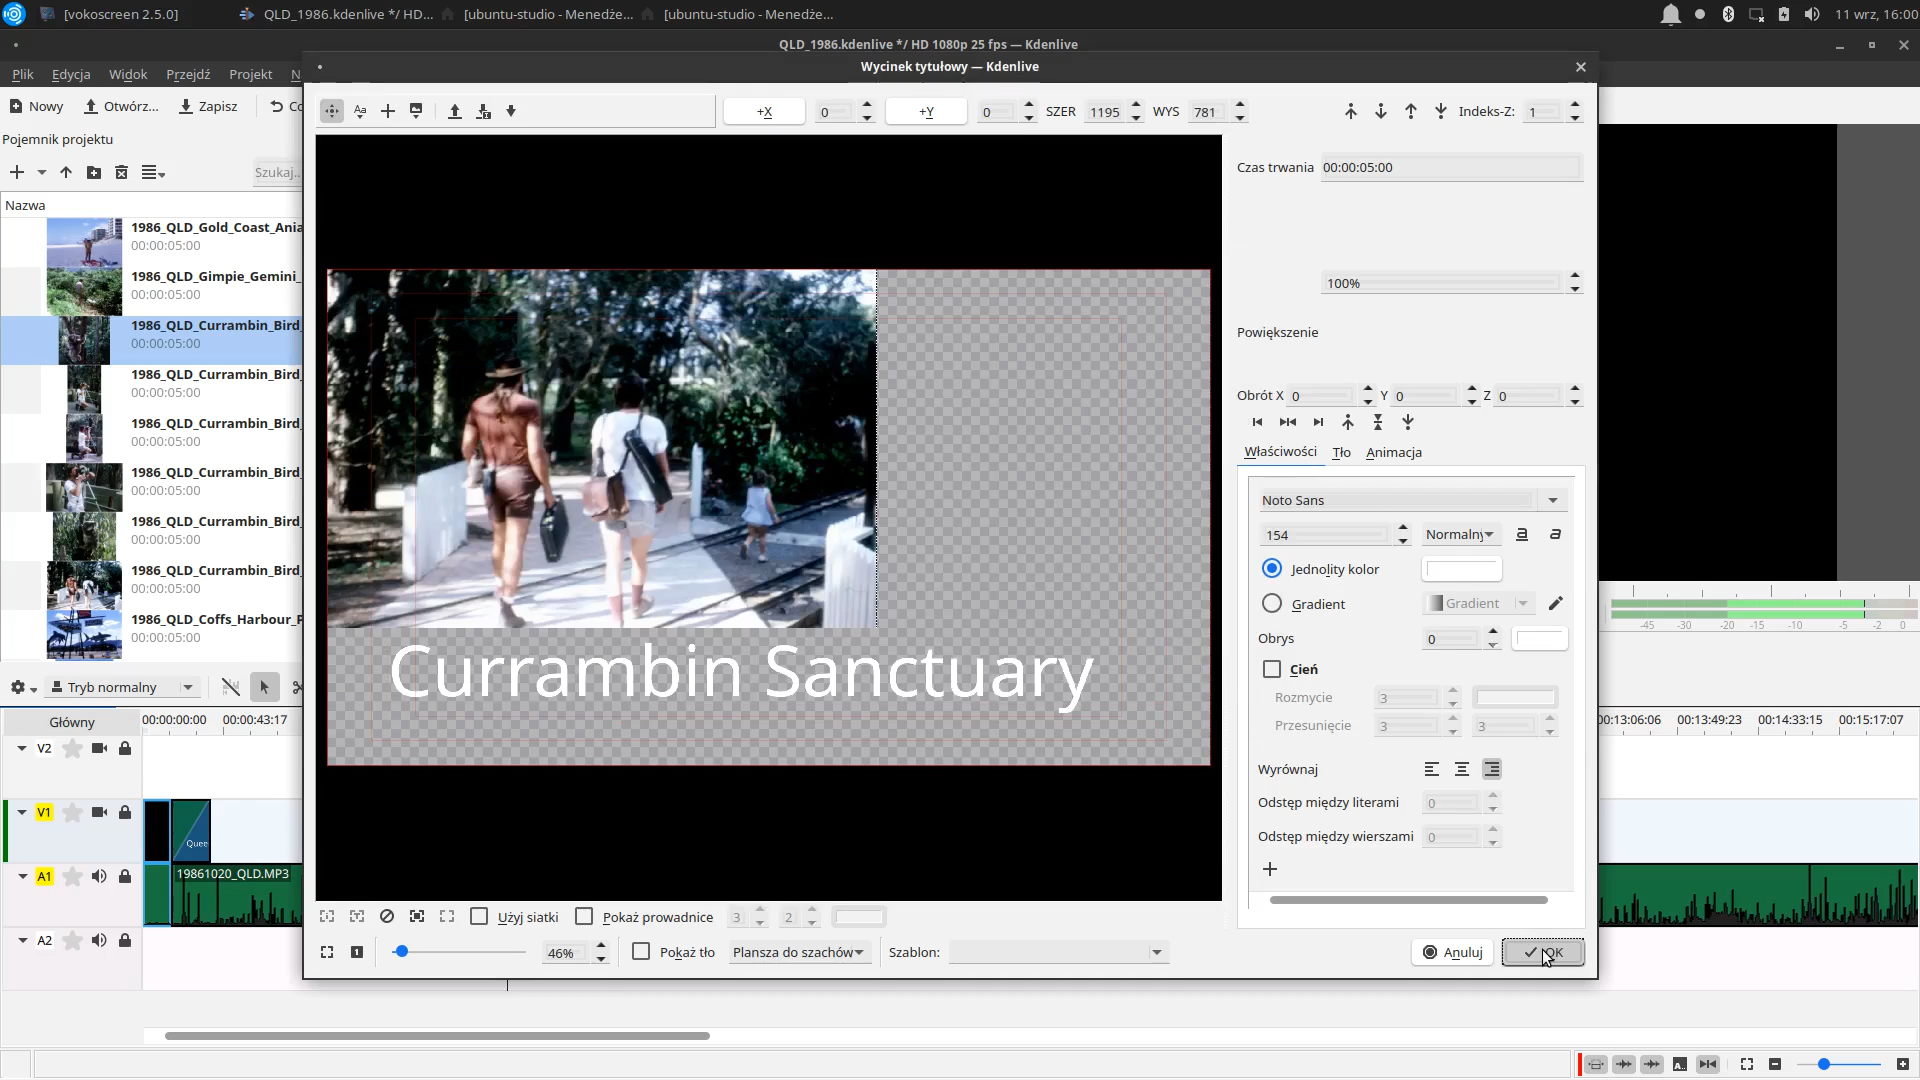 [vokoscreen 2.5.0]
QLD_1986.kdenlive */ HD...
[ubuntu-studio - Menedże...
[ubuntu-studio - Menedże...
11 wrz, 16:00
QLD_1986.kdenlive */ HD 1080p 25 fps — Kdenlive
Plik Edycja Widok Przejdź Projekt N
Wycinek tytułowy — Kdenlive
Nowy Otwórz... Zapisz Co
+X 0 +Y 0 SZER 1195 WYS 781 Indeks-Z: 1
Pojemnik projektu
Szukaj..
Czas trwania 00:00:05:00
Nazwa
1986_QLD_Gold_Coast_Ania
00:00:05:00
1986_QLD_Gimpie_Gemini_
00:00:05:00
1986_QLD_Currambin_Bird_
00:00:05:00
1986_QLD_Currambin_Bird_
00:00:05:00
1986_QLD_Currambin_Bird_
00:00:05:00
1986_QLD_Currambin_Bird_
00:00:05:00
1986_QLD_Currambin_Bird_
00:00:05:00
1986_QLD_Currambin_Bird_
00:00:05:00
1986_QLD_Coffs_Harbour_P
00:00:05:00
Currambin Sanctuary
100%
Powiększenie
Obrót X 0 Y 0 Z 0
Właściwości Tło Animacja
Noto Sans
154 Normalny a a
Jednolity kolor
Gradient Gradient
Obrys 0
Cień
Rozmycie 3
Przesunięcie 3 3
Wyrównaj
Odstęp między literami 0
Odstęp między wierszami 0
-45 -30 -20 -15 -10 -5 -2 0
Tryb normalny
Główny 00:00:00:00 00:00:43:17
00:13:06:06 00:13:49:23 00:14:33:15 00:15:17:07
V2
V1
Quee
A1
19861020_QLD.MP3
A2
Użyj siatki Pokaż prowadnice 3 2
46% Pokaż tło Plansza do szachów Szablon:
Anuluj OK